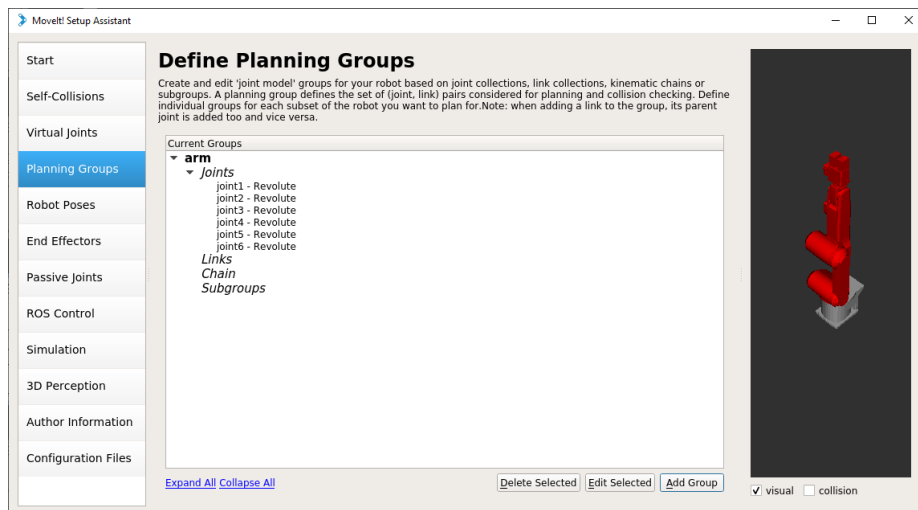 MoveIt! Setup Assistant
Start
Self-Collisions
Virtual Joints
Planning Groups
Robot Poses
End Effectors
Passive Joints
ROS Control
Simulation
3D Perception
Author Information
Configuration Files
Define Planning Groups
Create and edit 'joint model' groups for your robot based on joint collections, link collections, kinematic chains or
subgroups. A planning group defines the set of (joint, link) pairs considered for planning and collision checking. Define
individual groups for each subset of the robot you want to plan for.Note: when adding a link to the group, its parent
joint is added too and vice versa.
Current Groups
arm
Joints
joint1 - Revolute
joint2 - Revolute
joint3 - Revolute
joint4 - Revolute
joint5 - Revolute
joint6 - Revolute
Links
Chain
Subgroups
Expand All Collapse All
Delete Selected Edit Selected Add Group
visual collision